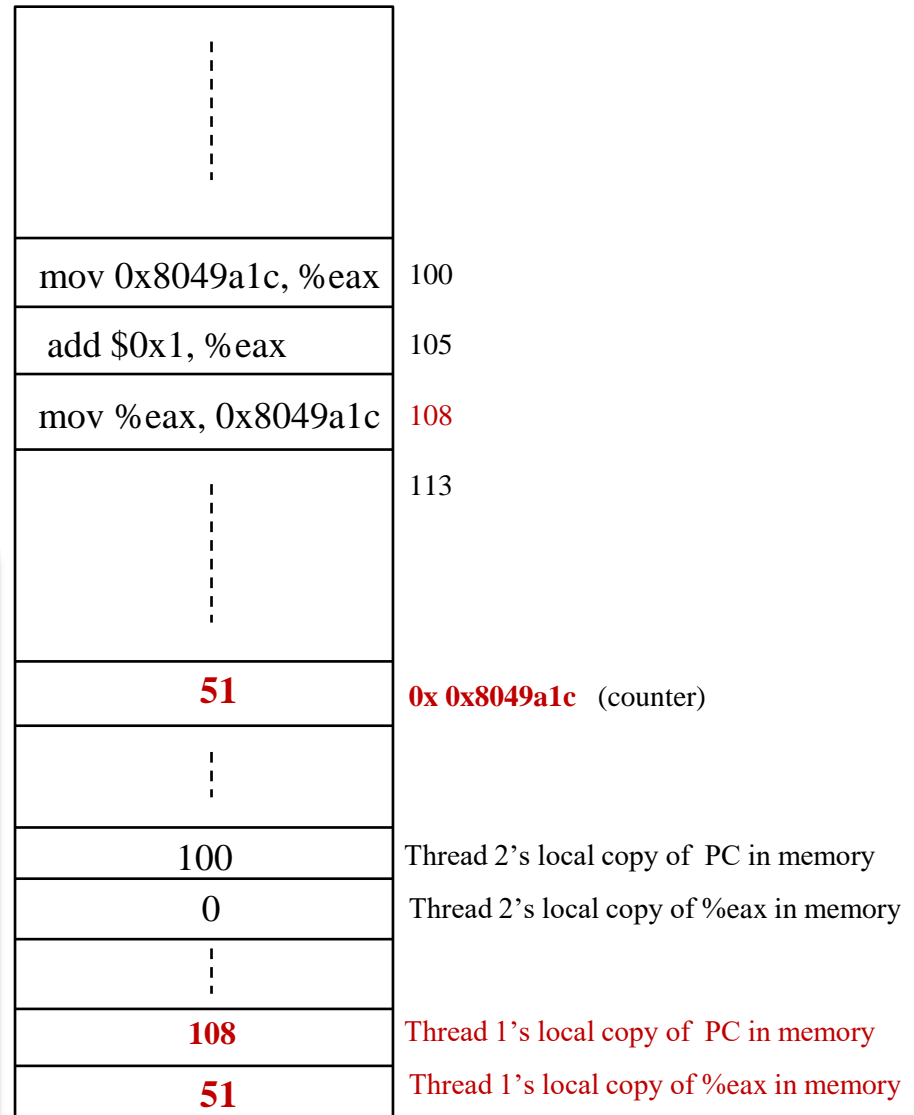 mov 0x8049a1c, %eax 100
add $0x1, %eax 105
mov %eax, 0x8049a1c 108
113
51 0x 0x8049a1c (counter)
100 Thread 2’s local copy of PC in memory
0 Thread 2’s local copy of %eax in memory
108 Thread 1’s local copy of PC in memory
51 Thread 1’s local copy of %eax in memory